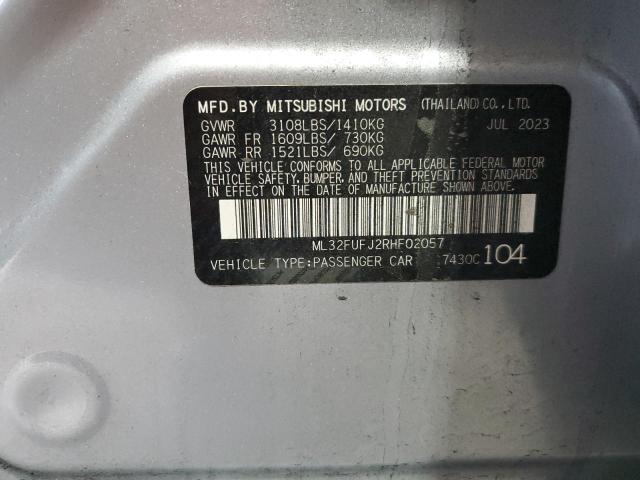 MFD. BY MITSUBISHI MOTORS (THAILAND) CO., LTD.
GVWR 3108LBS/1410KG JUL 2023
GAWR FR 1609LBS/ 730KG
GAWR RR 1521LBS/ 690KG
THIS VEHICLE CONFORMS TO ALL APPLICABLE FEDERAL MOTOR
VEHICLE SAFETY, BUMPER, AND THEFT PREVENTION STANDARDS
IN EFFECT ON THE DATE OF MANUFACTURE SHOWN ABOVE.
ML32FUFJ2RHF02057
VEHICLE TYPE:PASSENGER CAR 7430C 104